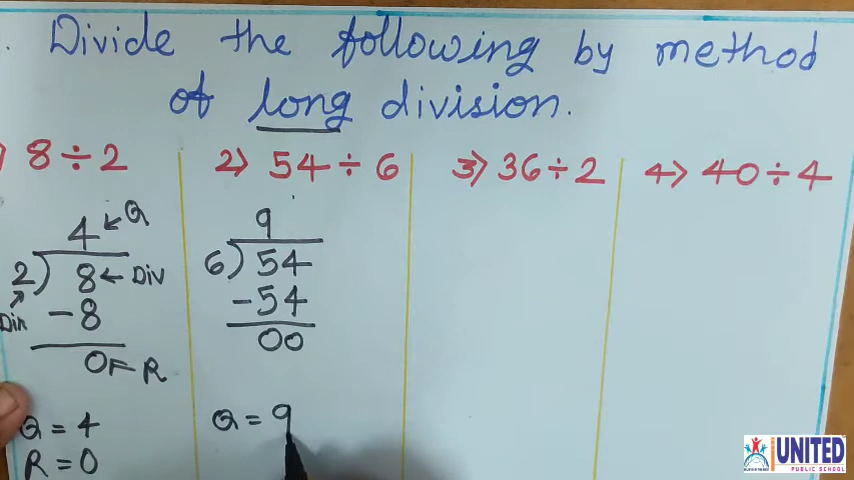 Divide the following by method
of long division.
8 ÷ 2
2> 54 ÷ 6
3> 36 ÷ 2
4> 40 ÷ 4
4 ← Q
2 ) 8 ← Div
- 8
0 ← R
Q = 4
R = 0
9
6 ) 54
- 54
00
Q = 9
UNITED
PUBLIC SCHOOL